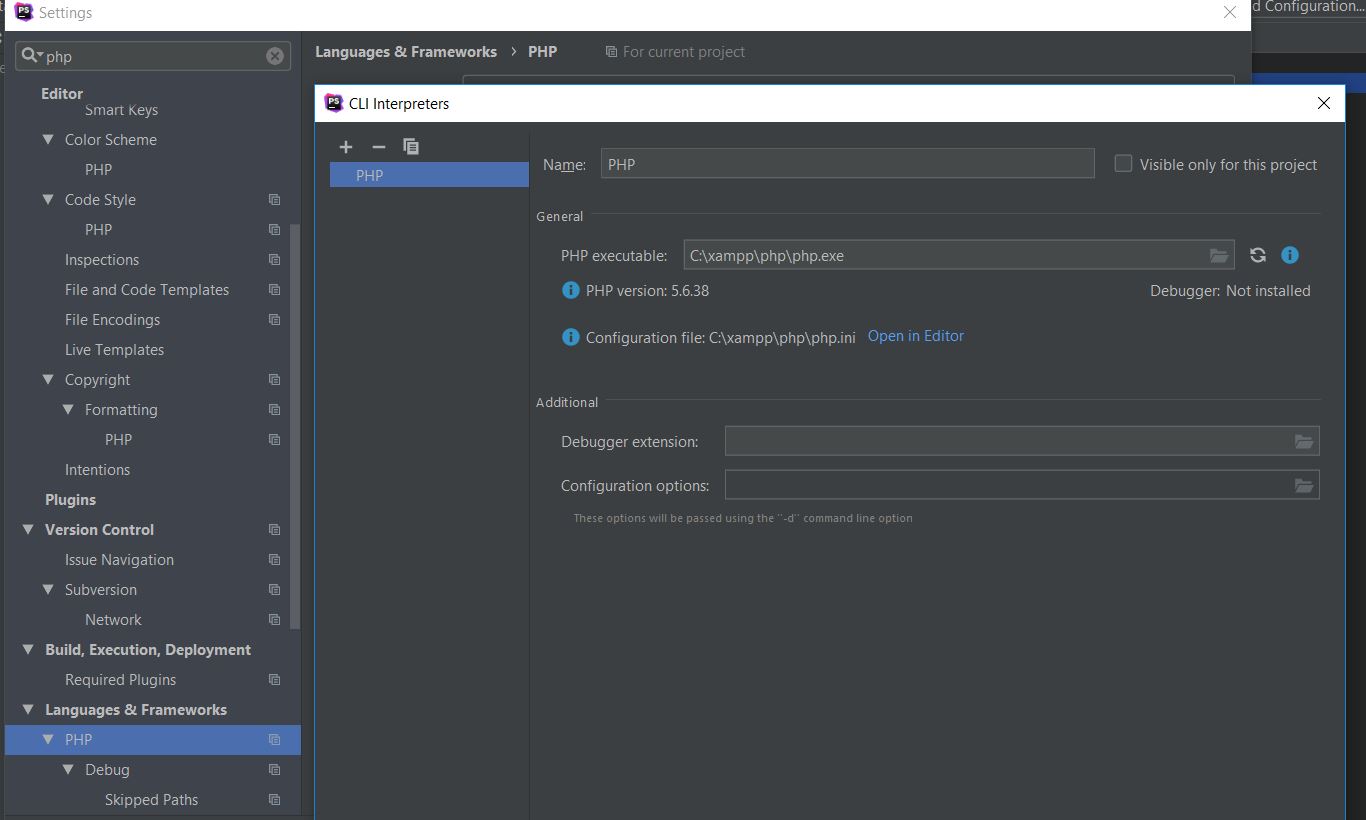 Settings
d Configuration...
php
Languages & Frameworks › PHP For current project
Editor
Smart Keys
Color Scheme
PHP
Code Style
PHP
Inspections
File and Code Templates
File Encodings
Live Templates
Copyright
Formatting
PHP
Intentions
Plugins
Version Control
Issue Navigation
Subversion
Network
Build, Execution, Deployment
Required Plugins
Languages & Frameworks
PHP
Debug
Skipped Paths
PS CLI Interpreters
PHP
Name: PHP Visible only for this project
General
PHP executable: C:\xampp\php\php.exe
PHP version: 5.6.38 Debugger: Not installed
Configuration file: C:\xampp\php\php.ini Open in Editor
Additional
Debugger extension:
Configuration options:
These options will be passed using the "-d" command line option